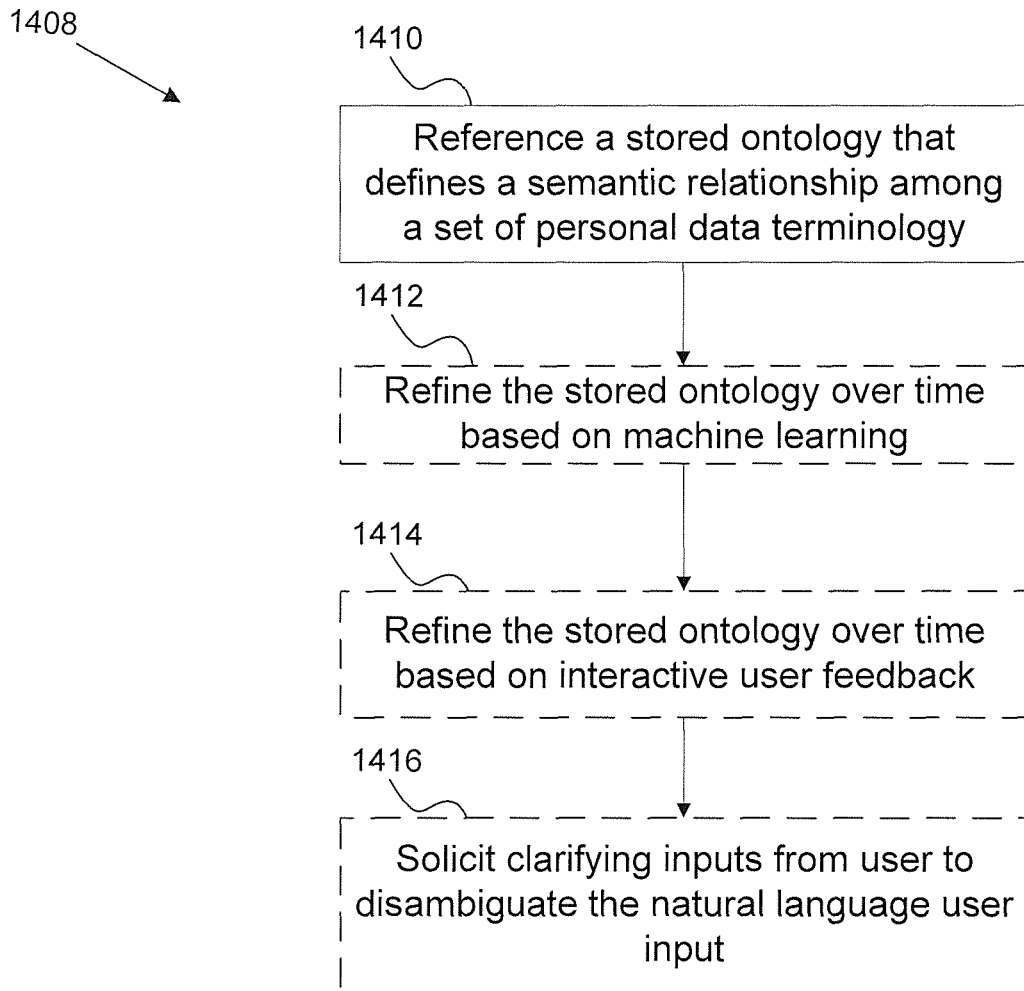 1408
1410
Reference a stored ontology that
defines a semantic relationship among
a set of personal data terminology
1412
Refine the stored ontology over time
based on machine learning
1414
Refine the stored ontology over time
based on interactive user feedback
1416
Solicit clarifying inputs from user to
disambiguate the natural language user
input